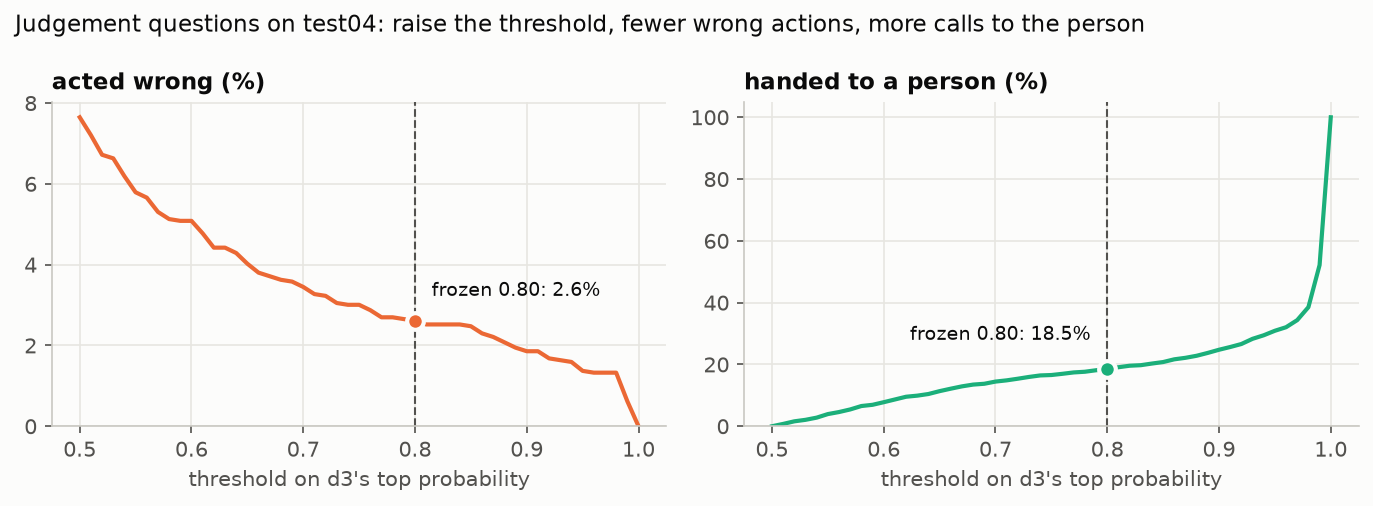 Judgement questions on test04: raise the threshold, fewer wrong actions, more calls to the person
acted wrong (%)
8
6
4
2
0
frozen 0.80: 2.6%
0.5 0.6 0.7 0.8 0.9 1.0
threshold on d3's top probability
handed to a person (%)
100
80
60
40
20
0
frozen 0.80: 18.5%
0.5 0.6 0.7 0.8 0.9 1.0
threshold on d3's top probability